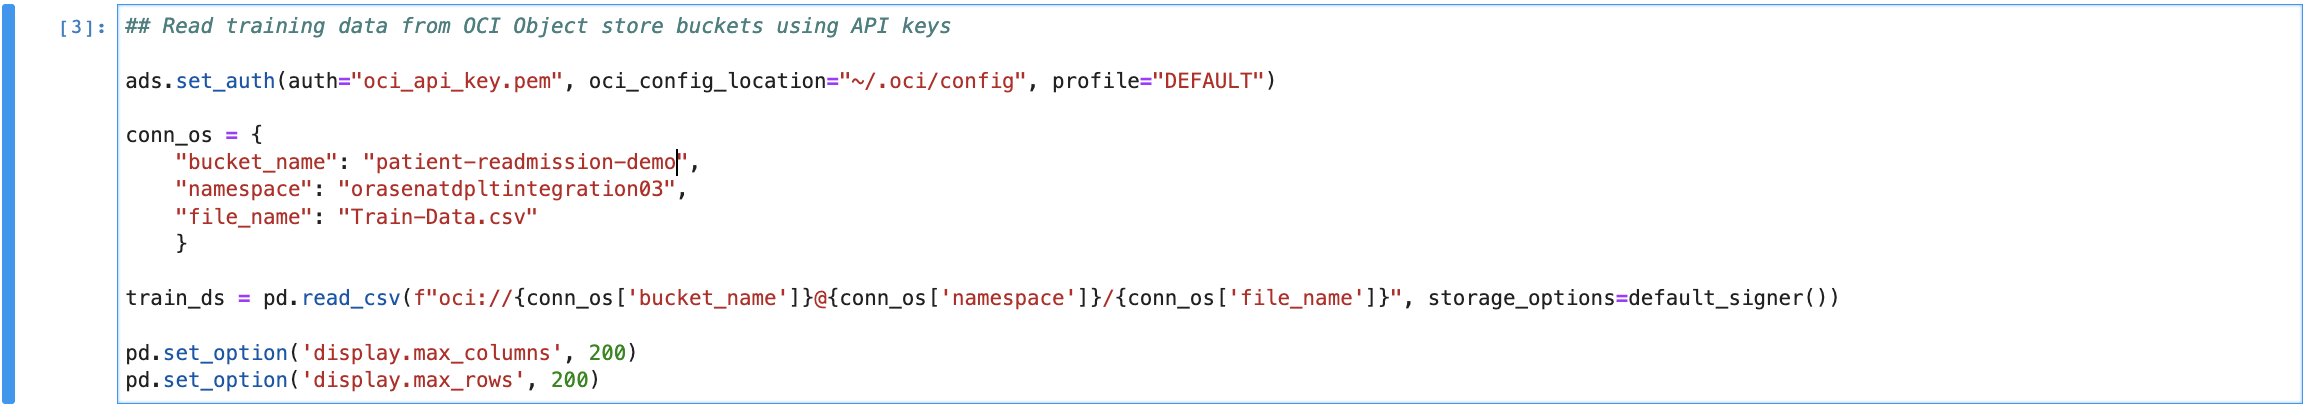 [3]:
## Read training data from OCI Object store buckets using API keys
ads.set_auth(auth="oci_api_key.pem", oci_config_location="~/.oci/config", profile="DEFAULT")
conn_os = {
"bucket_name": "patient-readmission-demo",
"namespace": "orasenatdpltintegration03",
"file_name": "Train-Data.csv"
}
train_ds = pd.read_csv(f"oci://{conn_os['bucket_name']}@{conn_os['namespace']}/{conn_os['file_name']}", storage_options=default_signer())
pd.set_option('display.max_columns', 200)
pd.set_option('display.max_rows', 200)